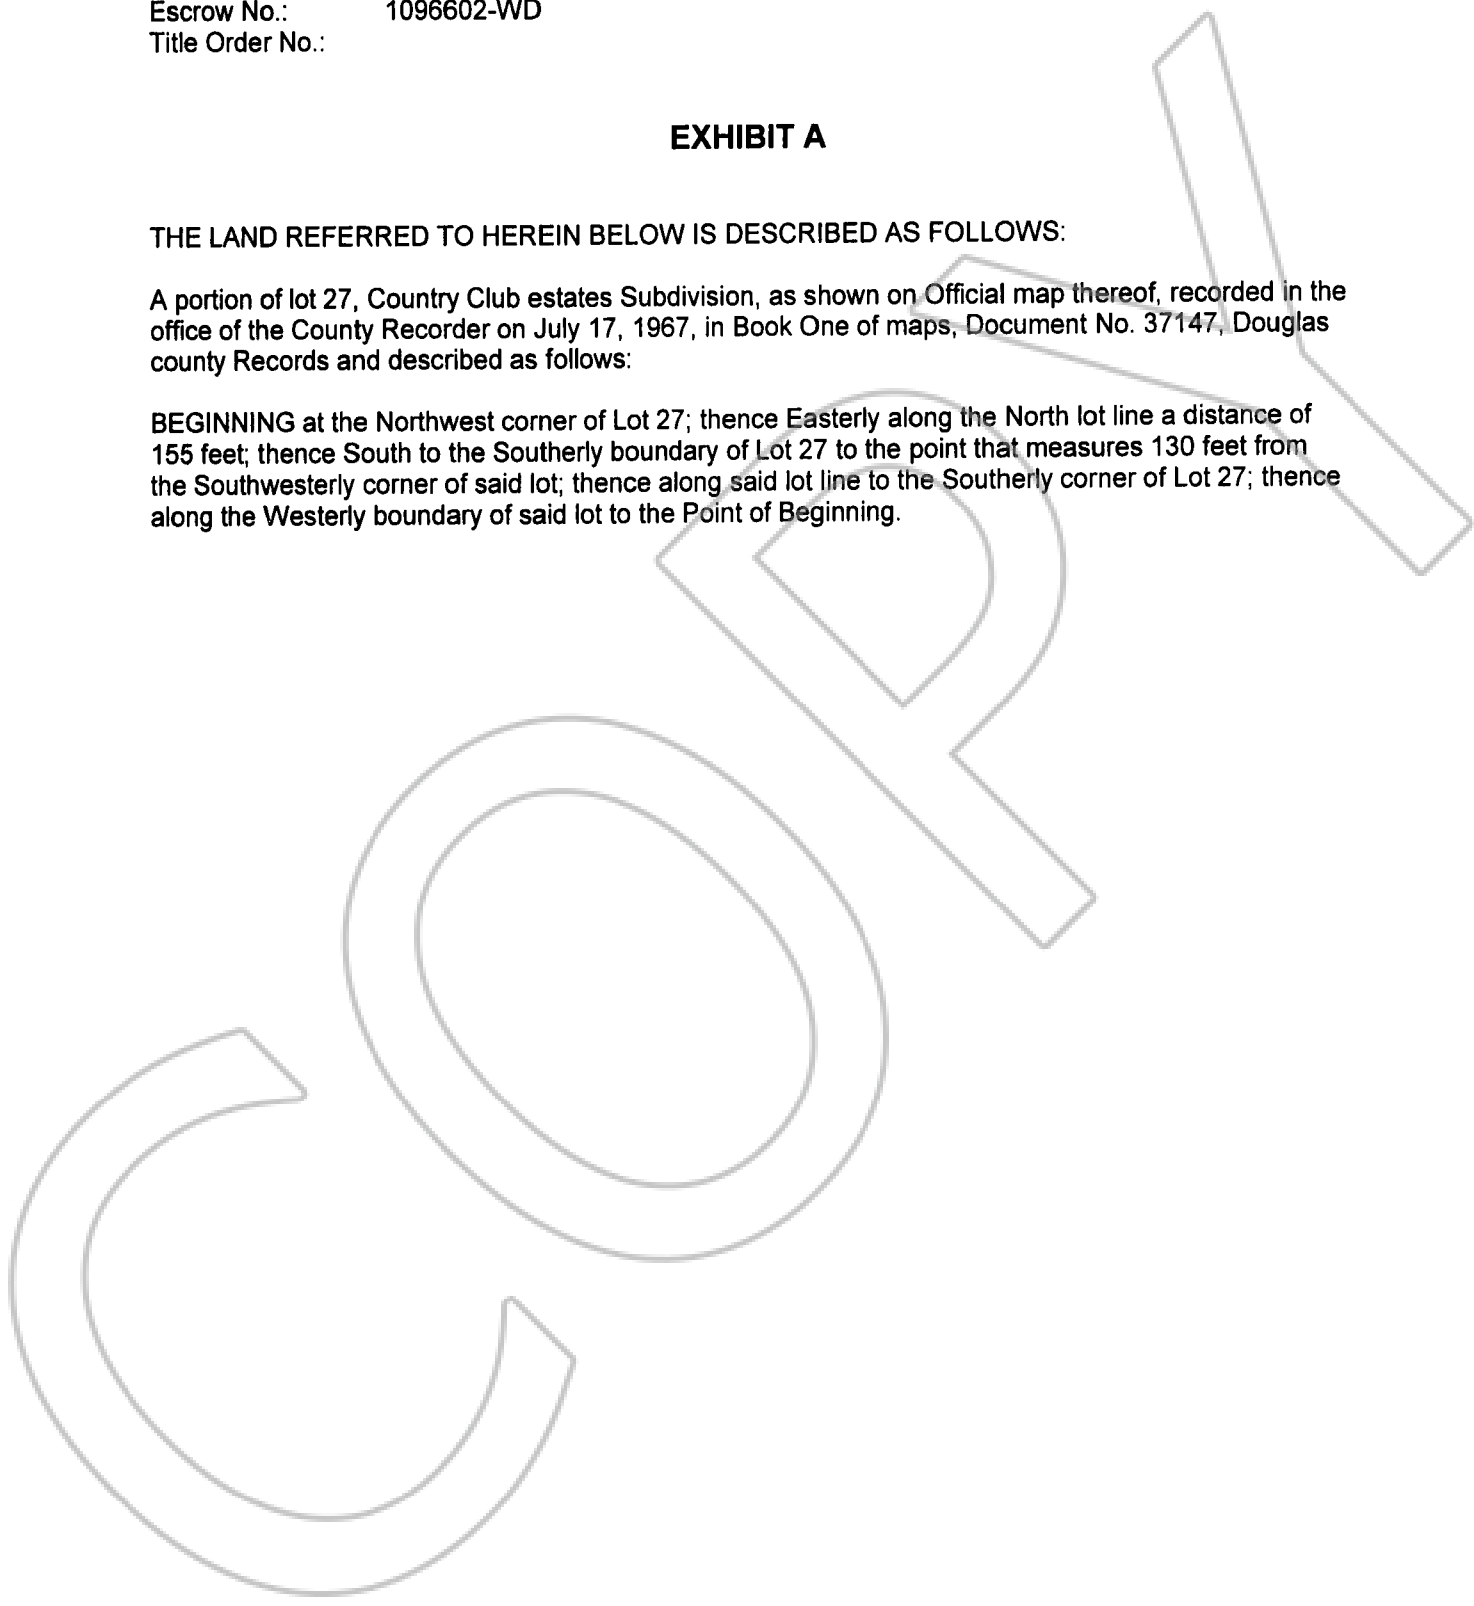 Escrow No.: 1096602-WD
Title Order No.:
EXHIBIT A
THE LAND REFERRED TO HEREIN BELOW IS DESCRIBED AS FOLLOWS:
A portion of lot 27, Country Club estates Subdivision, as shown on Official map thereof, recorded in the
office of the County Recorder on July 17, 1967, in Book One of maps, Document No. 37147, Douglas
county Records and described as follows:
BEGINNING at the Northwest corner of Lot 27; thence Easterly along the North lot line a distance of
155 feet; thence South to the Southerly boundary of Lot 27 to the point that measures 130 feet from
the Southwesterly corner of said lot; thence along said lot line to the Southerly corner of Lot 27; thence
along the Westerly boundary of said lot to the Point of Beginning.
COPY